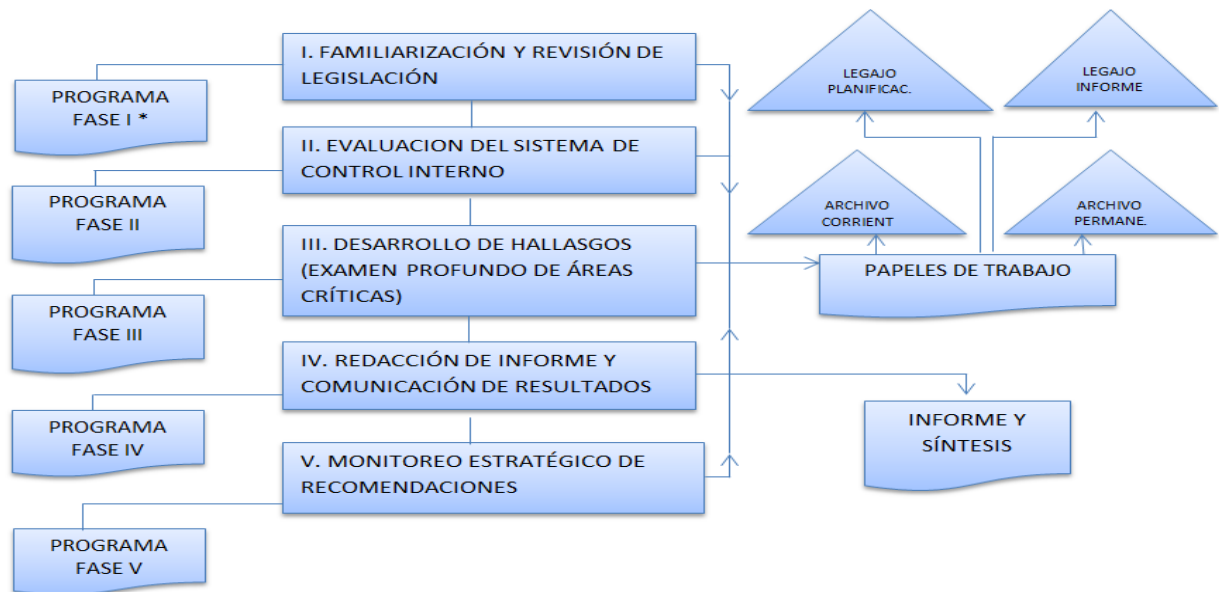 I. FAMILIARIZACIÓN Y REVISIÓN DE
LEGISLACIÓN
PROGRAMA
FASE I *
II. EVALUACION DEL SISTEMA DE
CONTROL INTERNO
PROGRAMA
FASE II
III. DESARROLLO DE HALLASGOS
(EXAMEN PROFUNDO DE ÁREAS
CRÍTICAS)
PROGRAMA
FASE III
IV. REDACCIÓN DE INFORME Y
COMUNICACIÓN DE RESULTADOS
PROGRAMA
FASE IV
V. MONITOREO ESTRATÉGICO DE
RECOMENDACIONES
PROGRAMA
FASE V
LEGAJO
PLANIFICAC.
LEGAJO
INFORME
ARCHIVO
CORRIENT
ARCHIVO
PERMANE.
PAPELES DE TRABAJO
INFORME Y
SÍNTESIS